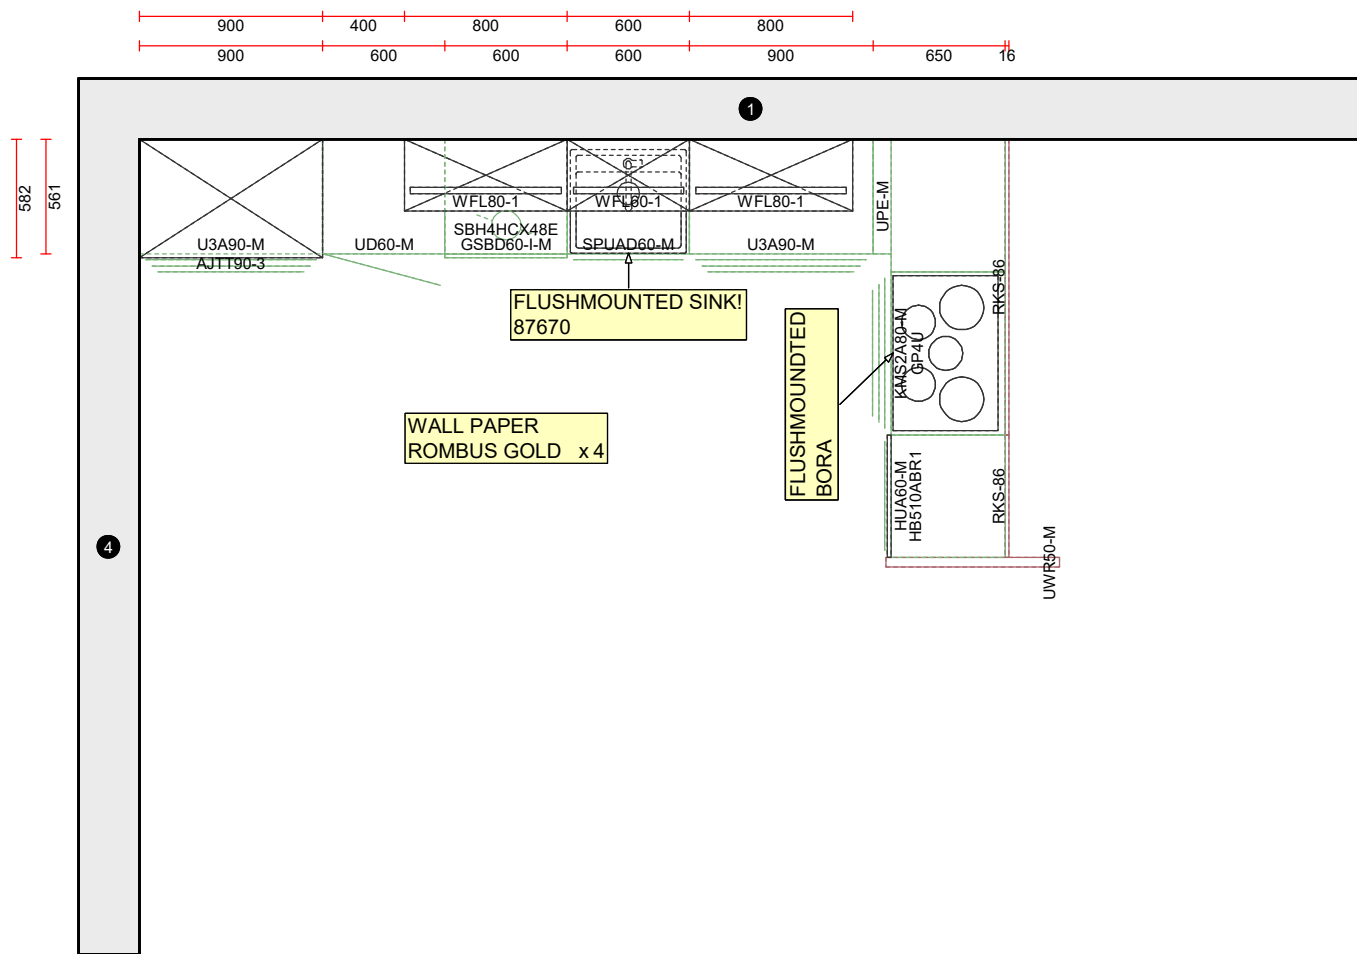 900 400 800 600 800
900 600 600 600 900 650 16
1
582
561
WFL80-1 WFL60-1 WFL80-1
UPE-M
SBH4HCX48E
U3A90-M UD60-M GSBD60-I-M SPUAD60-M U3A90-M
AJTT90-3
RKS-86
FLUSHMOUNTED SINK!
87670
FLUSHMOUNDTED
BORA
KMS2A80-M
GP4U
WALL PAPER
ROMBUS GOLD x 4
HUA60-M
HB510ABR1
RKS-86
4
UWR50-M